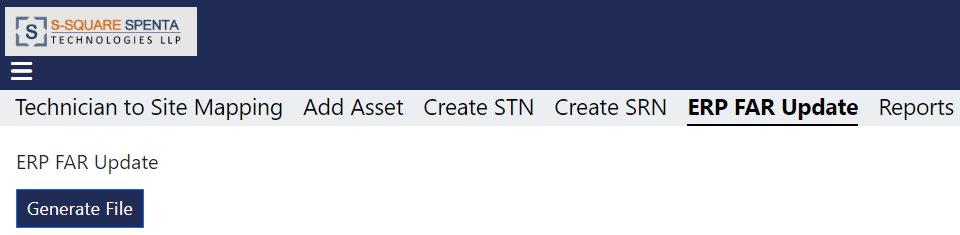 S
S-SQUARE SPENTA
TECHNOLOGIES LLP
Technician to Site Mapping Add Asset Create STN Create SRN ERP FAR Update Reports
ERP FAR Update
Generate File